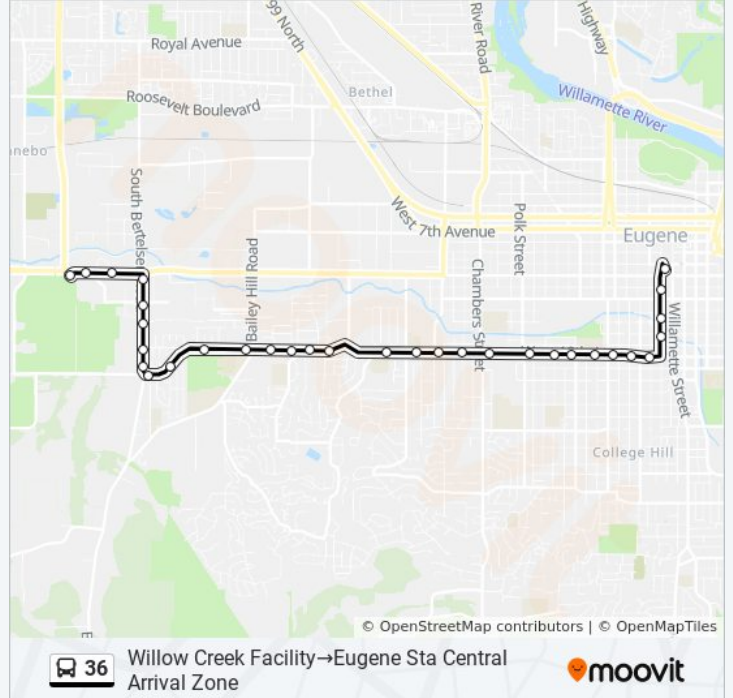 99 North
River Road
Highway
Royal Avenue
Bethel
Roosevelt Boulevard
Willamette River
nnebo
South Bertelse
West 7th Avenue
Polk Street
Eugene
Bailey Hill Road
Chambers Street
Willamette Street
College Hill
E
© OpenStreetMap contributors | © OpenMapTiles
36
Willow Creek Facility→Eugene Sta Central
Arrival Zone
moovit